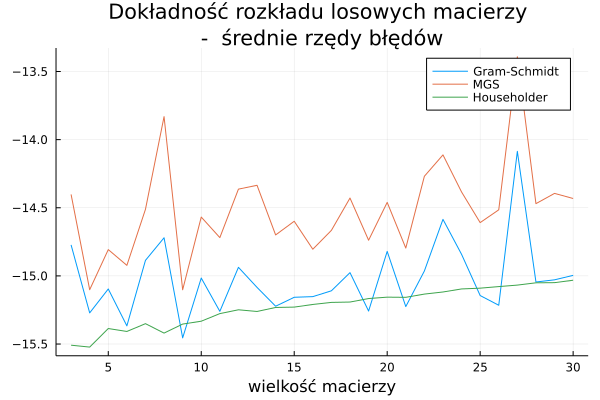 Dokładność rozkładu losowych macierzy
- średnie rzędy błędów
Gram-Schmidt
MGS
Householder
−13.5
−14.0
−14.5
−15.0
−15.5
5
10
15
20
25
30
wielkość macierzy